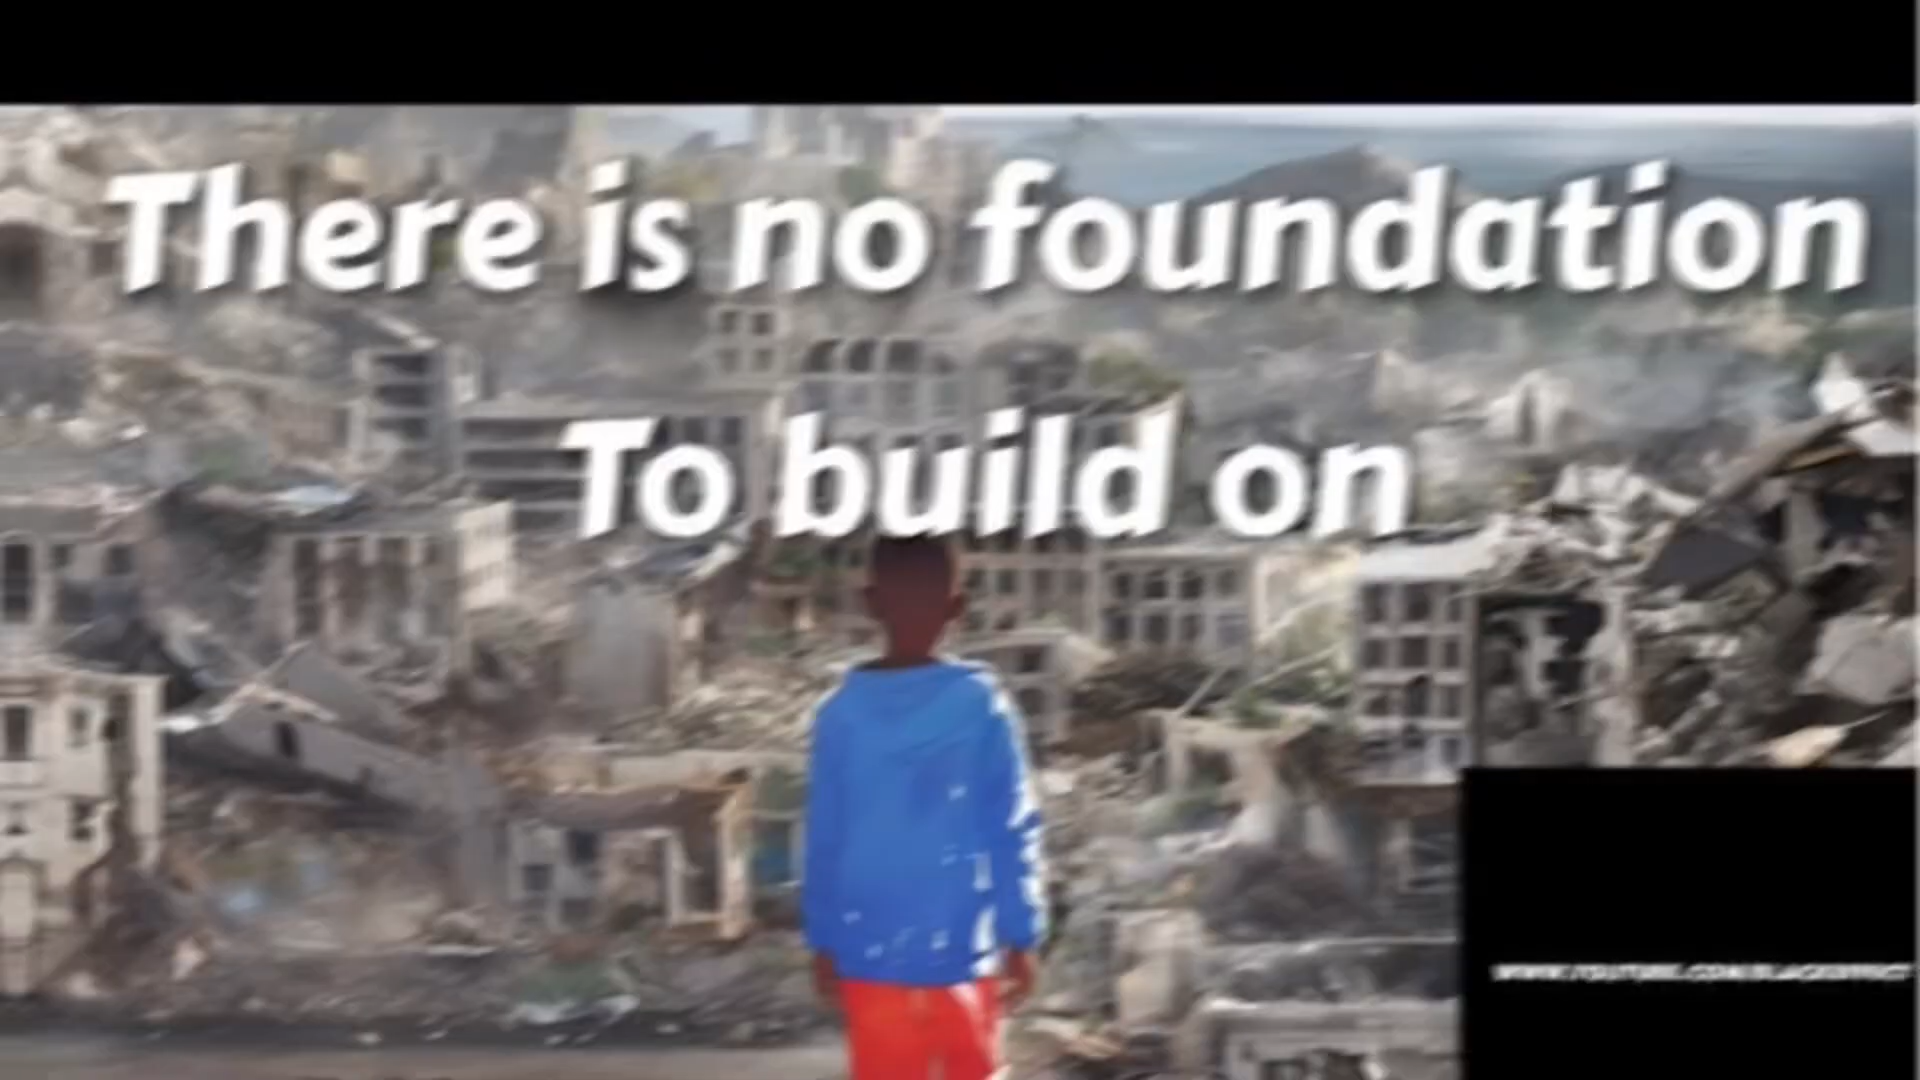 There is no foundation
To build on